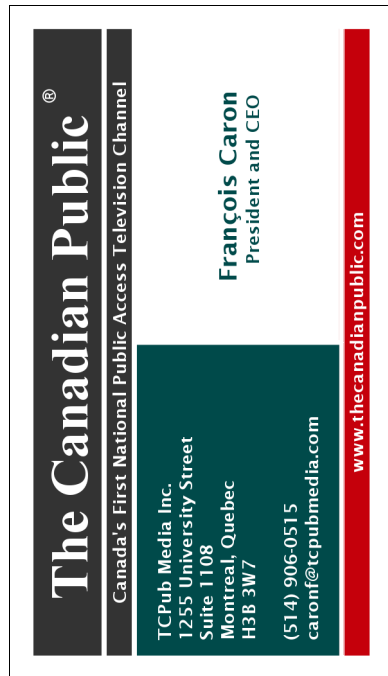 The Canadian Public ®
Canada's First National Public Access Television Channel
François Caron
President and CEO
TCPub Media Inc.
1255 University Street
Suite 1108
Montreal, Quebec
H3B 3W7
(514) 906-0515
caronf@tcpubmedia.com
www.thecanadianpublic.com